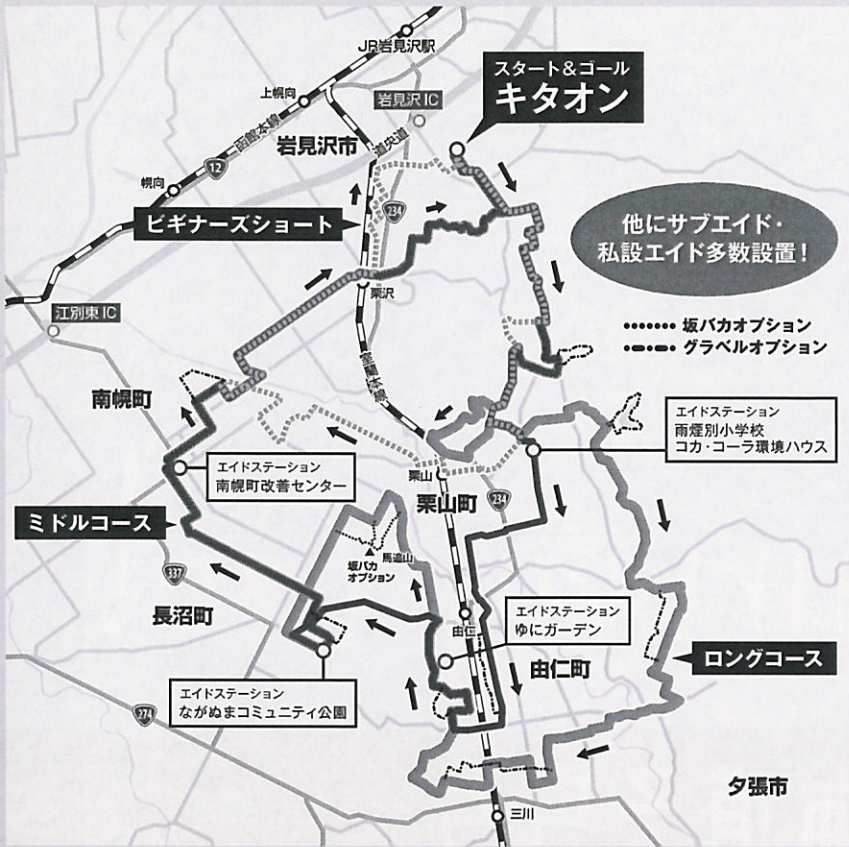 JR岩見沢駅
上幌向
岩見沢IC
スタート&ゴール
キタオン
函館本線
岩見沢市
道央道
12
幌向
234
ビギナーズショート
他にサブエイド・
私設エイド多数設置!
栗沢
江別東IC
坂バカオプション
グラベルオプション
室蘭本線
南幌町
エイドステーション
雨煙別小学校
コカ・コーラ環境ハウス
エイドステーション
南幌町改善センター
栗山
栗山町
234
ミドルコース
馬追山
坂バカ
オプション
337
長沼町
エイドステーション
ゆにガーデン
由仁
由仁町
ロングコース
エイドステーション
ながぬまコミュニティ公園
274
夕張市
三川